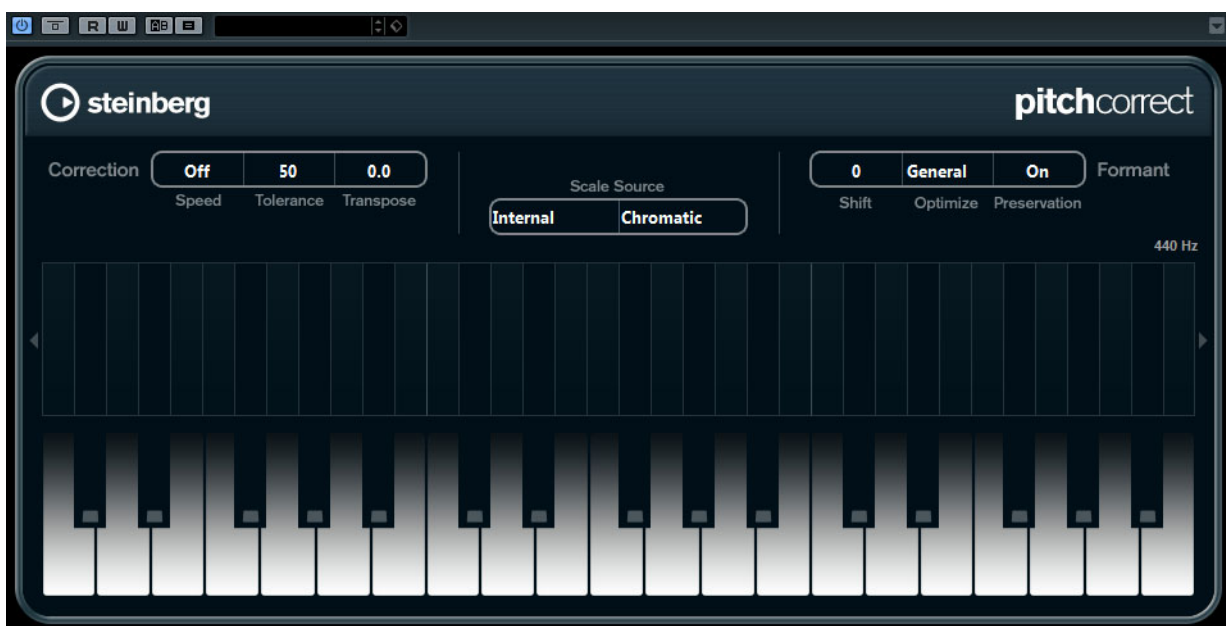 R W AB
steinberg
pitchcorrect
Correction Off 50 0.0
Speed Tolerance Transpose
Scale Source
Internal Chromatic
0 General On Formant
Shift Optimize Preservation
440 Hz